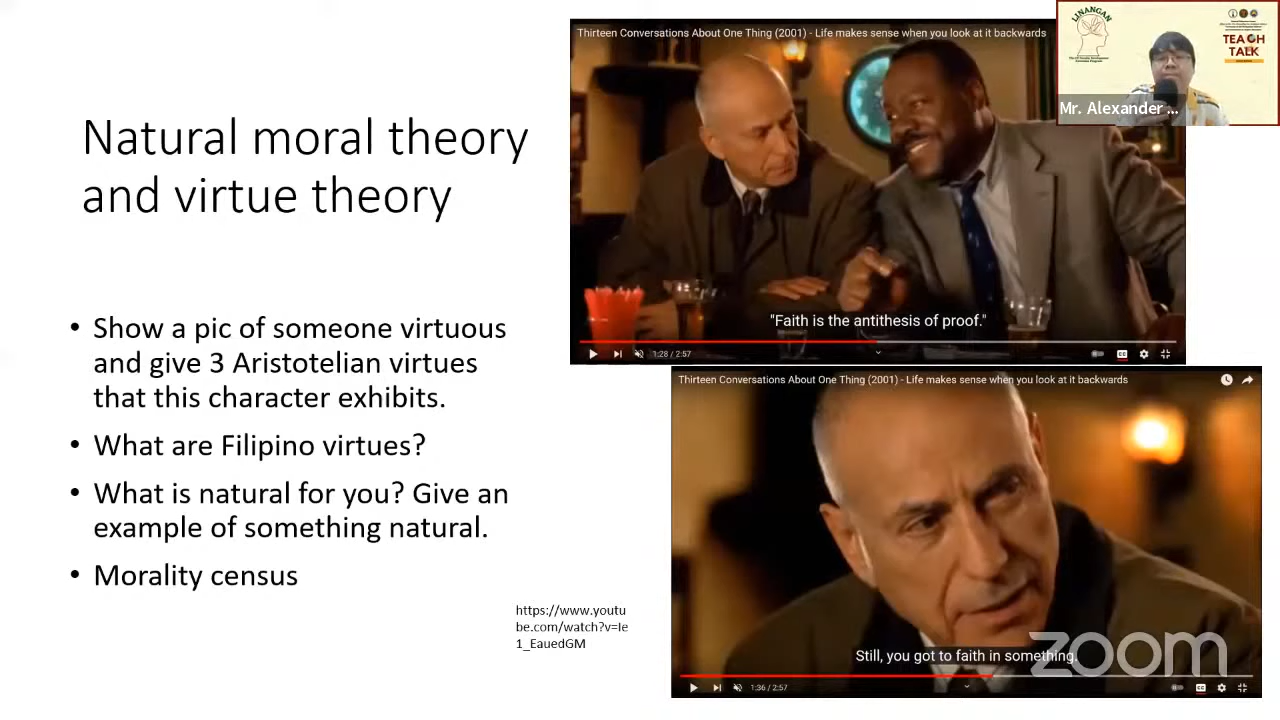 Natural moral theory
and virtue theory
• Show a pic of someone virtuous
and give 3 Aristotelian virtues
that this character exhibits.
• What are Filipino virtues?
• What is natural for you? Give an
example of something natural.
• Morality census
https://www.youtu
be.com/watch?v=Ie
1_EauedGM
Thirteen Conversations About One Thing (2001) - Life makes sense when you look at it backwards
"Faith is the antithesis of proof."
1:28 / 2:57
Thirteen Conversations About One Thing (2001) - Life makes sense when you look at it backwards
Still, you got to faith in something.
1:36 / 2:57
zoom
LINANGAN
TEACH
TALK
Mr. Alexander ...